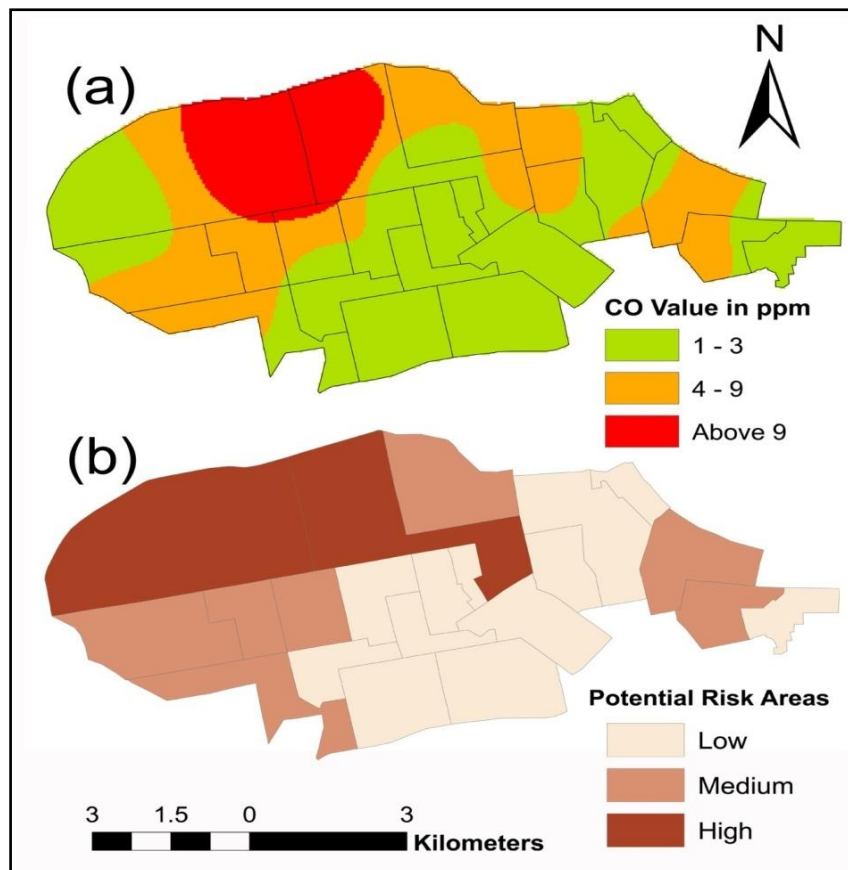 (a)
N
CO Value in ppm
1 - 3
4 - 9
Above 9
(b)
Potential Risk Areas
Low
Medium
High
3 1.5 0 3
Kilometers